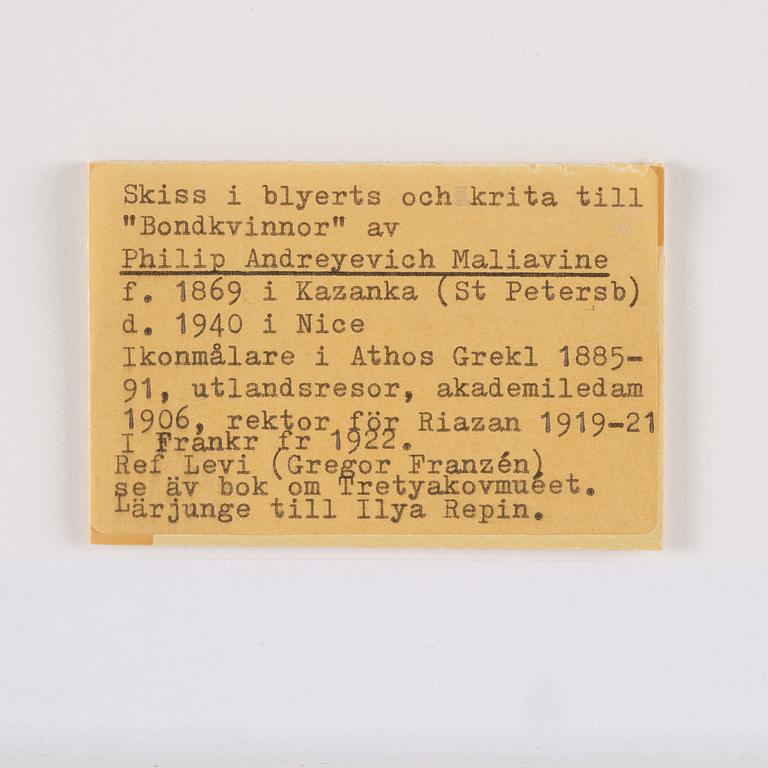 Skiss i blyerts och krita till
"Bondkvinnor" av
Philip Andreyevich Maliavine
f. 1869 i Kazanka (St Petersb)
d. 1940 i Nice
Ikonmålare i Athos Grekl 1885-
91, utlandsresor, akademiledam
1906, rektor för Riazan 1919-21
I Frankr fr 1922.
Ref Levi (Gregor Franzén)
se äv bok om Tretyakovmuéet.
Lärjunge till Ilya Repin.